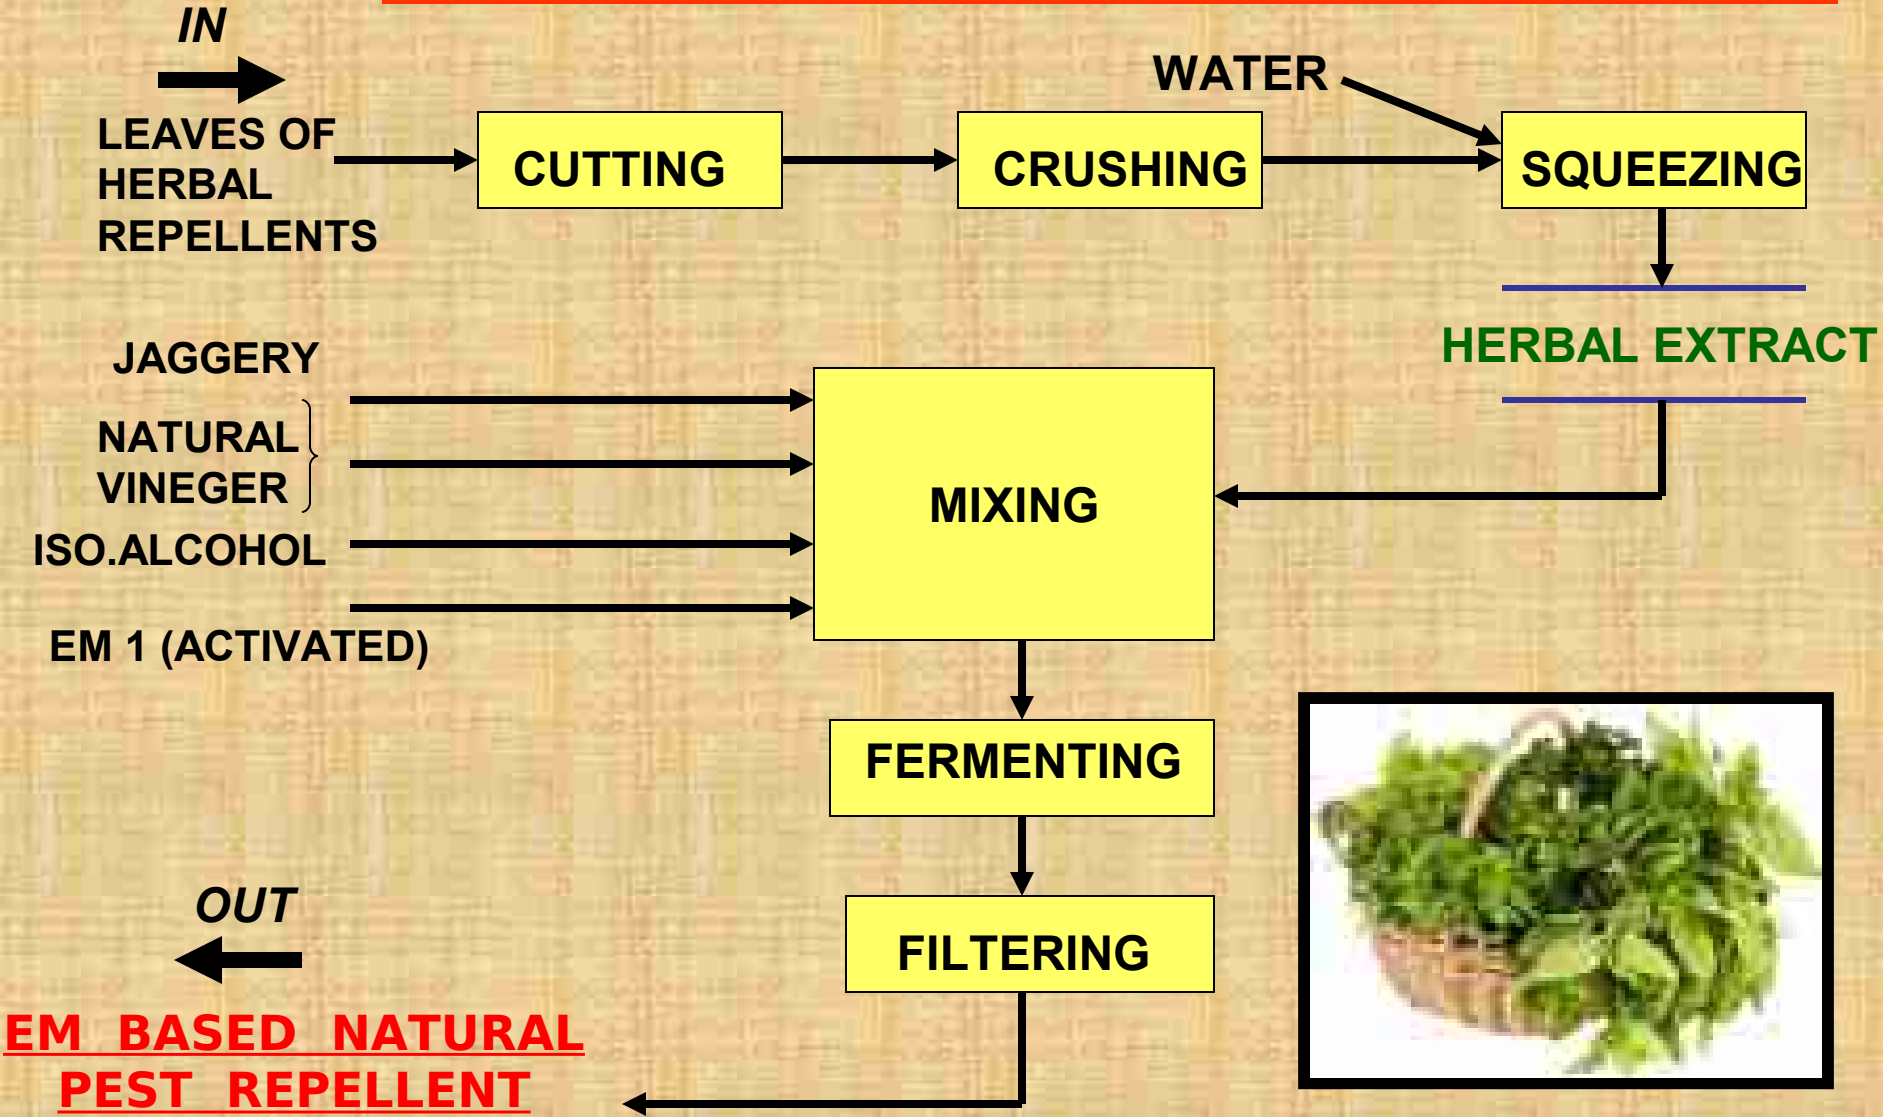 IN
WATER
LEAVES OF
HERBAL
REPELLENTS
CUTTING
CRUSHING
SQUEEZING
HERBAL EXTRACT
JAGGERY
NATURAL
VINEGER
ISO.ALCOHOL
EM 1 (ACTIVATED)
MIXING
FERMENTING
FILTERING
OUT
EM BASED NATURAL
PEST REPELLENT